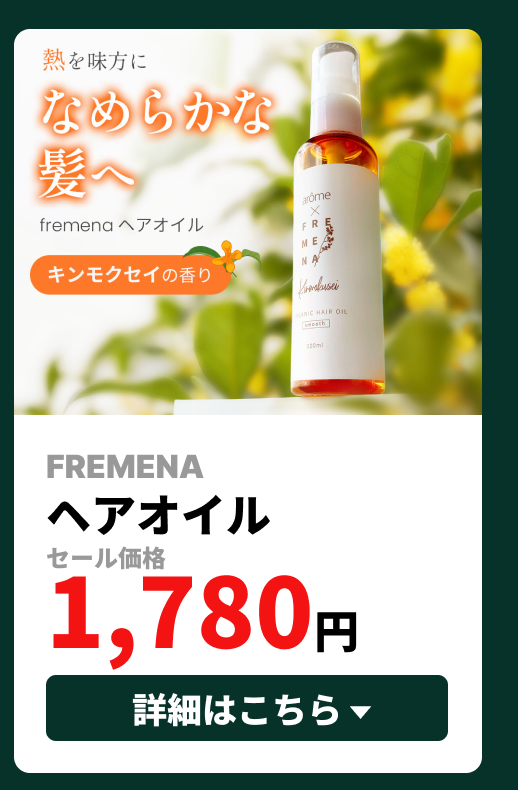 熱を味方に
なめらかな
髪へ
fremena ヘアオイル
キンモクセイの香り
arôme
×
FRE
ME
NA
Kinmokusei
ORGANIC HAIR OIL
smooth
100ml
FREMENA
ヘアオイル
セール価格
1,780円
詳細はこちら